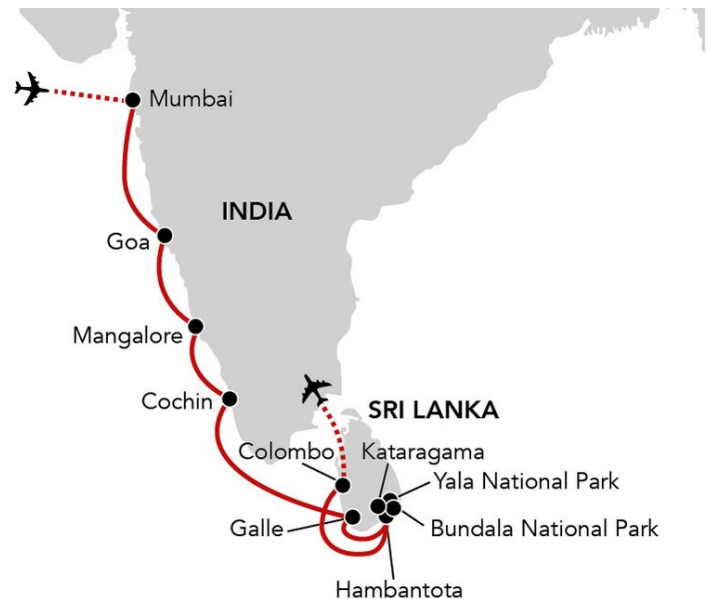 Mumbai
INDIA
Goa
Mangalore
Cochin
SRI LANKA
Colombo
Kataragama
Yala National Park
Galle
Bundala National Park
Hambantota